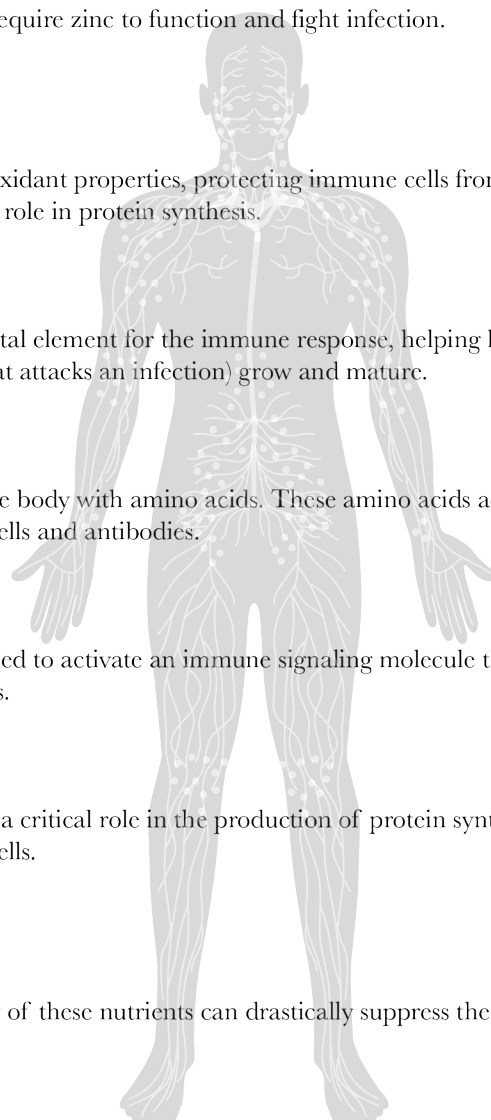 equire zinc to function and fight infection.
xidant properties, protecting immune cells from
role in protein synthesis.
tal element for the immune response, helping
at attacks an infection) grow and mature.
e body with amino acids. These amino acids a
ells and antibodies.
ed to activate an immune signaling molecule t
s.
a critical role in the production of protein synt
ells.
of these nutrients can drastically suppress the